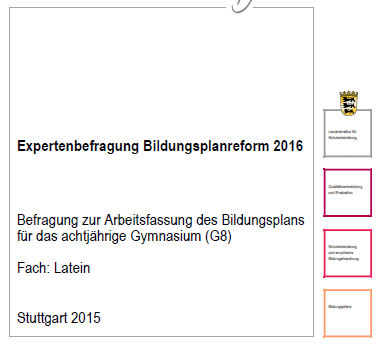 Expertenbefragung Bildungsplanreform 2016
Befragung zur Arbeitsfassung des Bildungsplans
für das achtjährige Gymnasium (G8)
Fach: Latein
Stuttgart 2015
Landesinstitut für
Schulentwicklung
Qualitätsentwicklung
und Evaluation
Schulentwicklung
und empirische
Bildungsforschung
Bildungspläne